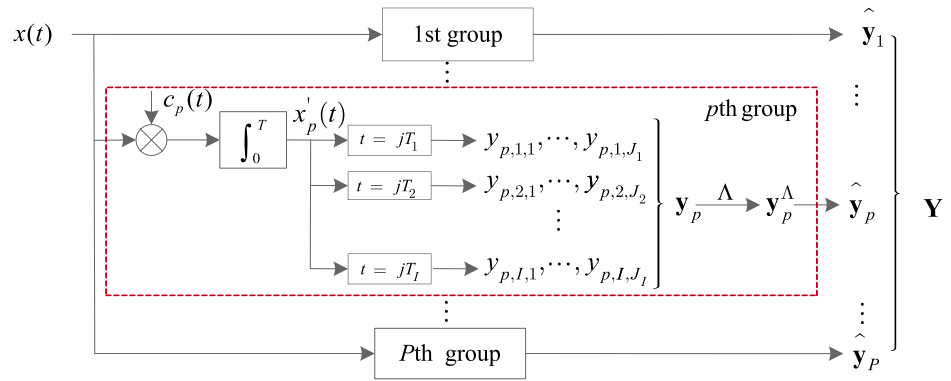 x(t) 1st group ŷ₁
⋮ ⋮
c_p(t) x'_p(t) pth group
∫₀ᵀ t = jT₁ y_{p,1,1},⋯,y_{p,1,J₁}
t = jT₂ y_{p,2,1},⋯,y_{p,2,J₂}
y_p Λ y_p^Λ ŷ_p Y
⋮
t = jT_I y_{p,I,1},⋯,y_{p,I,J_I}
⋮ ⋮
Pth group ŷ_P